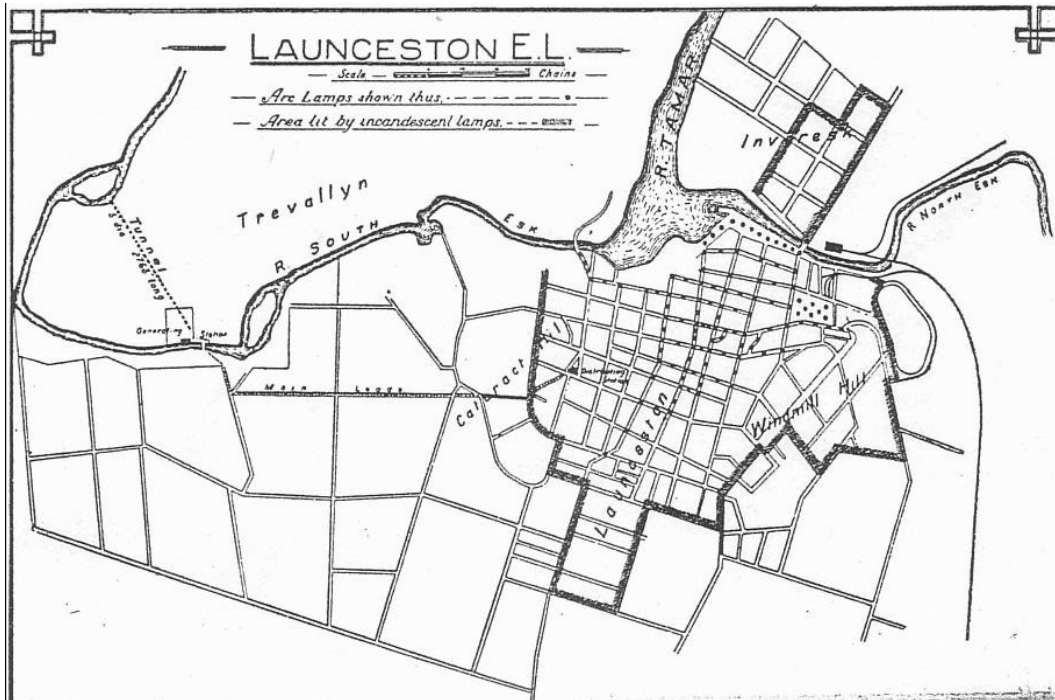 LAUNCESTON E.L.
Scale Chains
Arc Lamps shown thus,
Area lit by incandescent lamps.
R. TAMAR
Inveresk
R NORTH ESK
Trevallyn
R SOUTH ESK
Tunnel
Generating Station
Main Leads
Cataract Hill
Distributing Station
Launceston
Windmill Hill